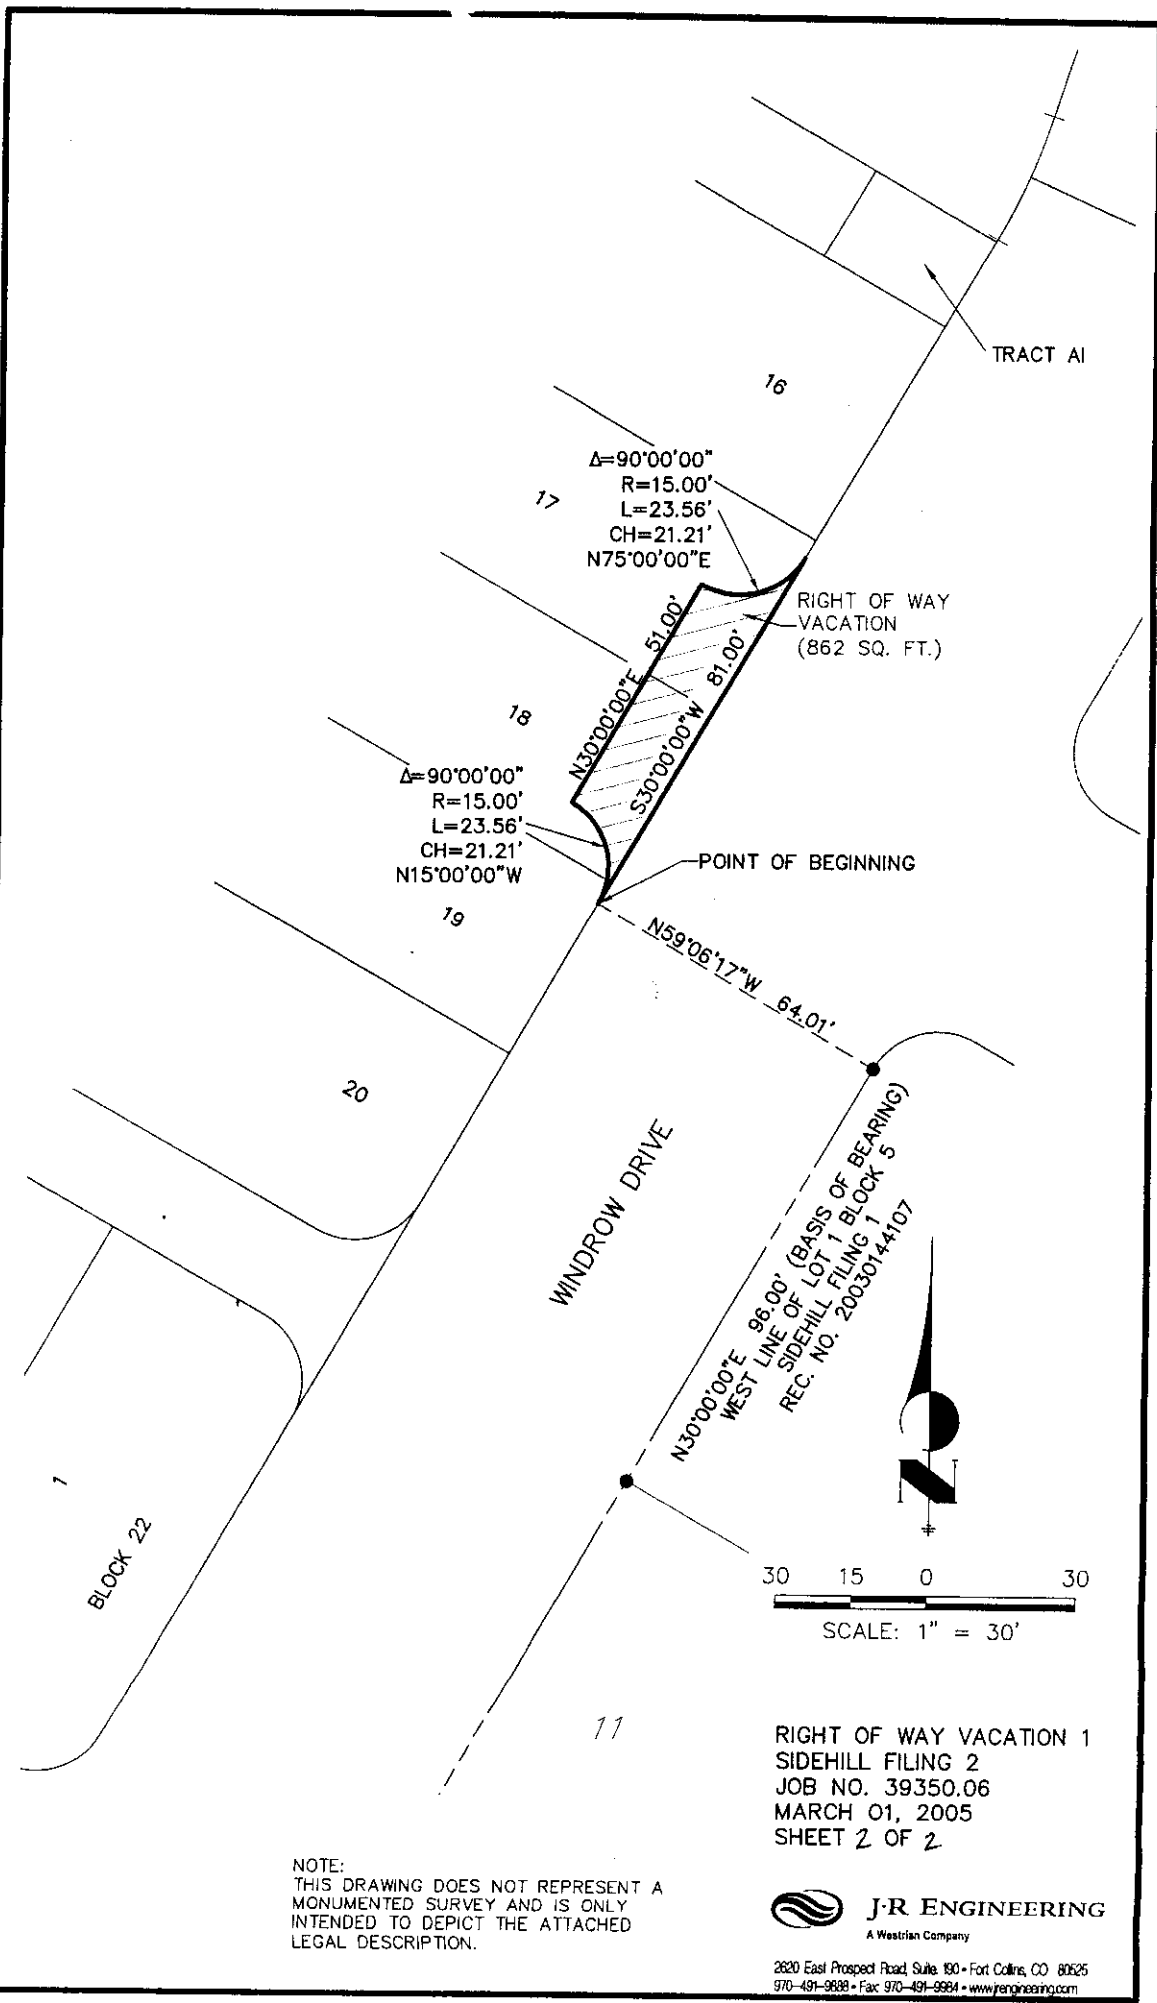 TRACT AI
16
Δ=90°00'00"
R=15.00'
L=23.56'
CH=21.21'
N75°00'00"E
17
RIGHT OF WAY
VACATION
(862 SQ. FT.)
N30°00'00"E 51.00'
S30°00'00"W 81.00'
18
Δ=90°00'00"
R=15.00'
L=23.56'
CH=21.21'
N15°00'00"W
POINT OF BEGINNING
19
N59°06'17"W 64.01'
20
WINDROW DRIVE
N30°00'00"E 96.00' (BASIS OF BEARING)
WEST LINE OF LOT 1 BLOCK 5
SIDEHILL FILING 1
REC. NO. 20030144107
N
1
BLOCK 22
30 15 0 30
SCALE: 1" = 30'
11
RIGHT OF WAY VACATION 1
SIDEHILL FILING 2
JOB NO. 39350.06
MARCH 01, 2005
SHEET 2 OF 2
NOTE:
THIS DRAWING DOES NOT REPRESENT A
MONUMENTED SURVEY AND IS ONLY
INTENDED TO DEPICT THE ATTACHED
LEGAL DESCRIPTION.
J·R ENGINEERING
A Westrian Company
2620 East Prospect Road, Suite 190 • Fort Collins, CO 80525
970-491-9888 • Fax: 970-491-9984 • www.jrengineering.com